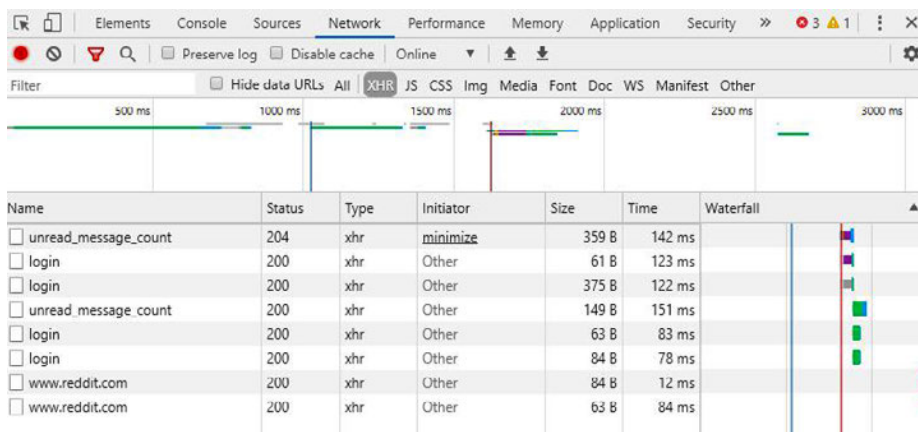 Elements Console Sources Network Performance Memory Application Security » 3 1
Preserve log Disable cache Online
Filter Hide data URLs All XHR JS CSS Img Media Font Doc WS Manifest Other
500 ms 1000 ms 1500 ms 2000 ms 2500 ms 3000 ms
Name Status Type Initiator Size Time Waterfall
unread_message_count 204 xhr minimize 359 B 142 ms
login 200 xhr Other 61 B 123 ms
login 200 xhr Other 375 B 122 ms
unread_message_count 200 xhr Other 149 B 151 ms
login 200 xhr Other 63 B 83 ms
login 200 xhr Other 84 B 78 ms
www.reddit.com 200 xhr Other 84 B 12 ms
www.reddit.com 200 xhr Other 63 B 84 ms